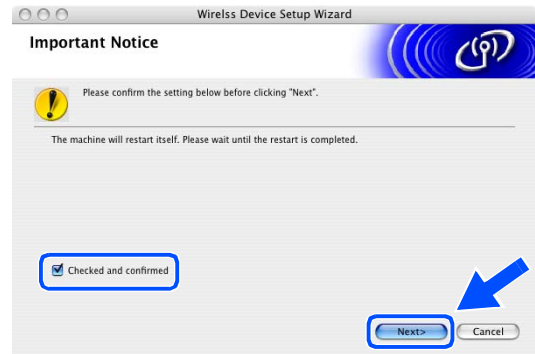 Wirelss Device Setup Wizard
Important Notice
Please confirm the setting below before clicking "Next".
The machine will restart itself. Please wait until the restart is completed.
Checked and confirmed
Next>
Cancel